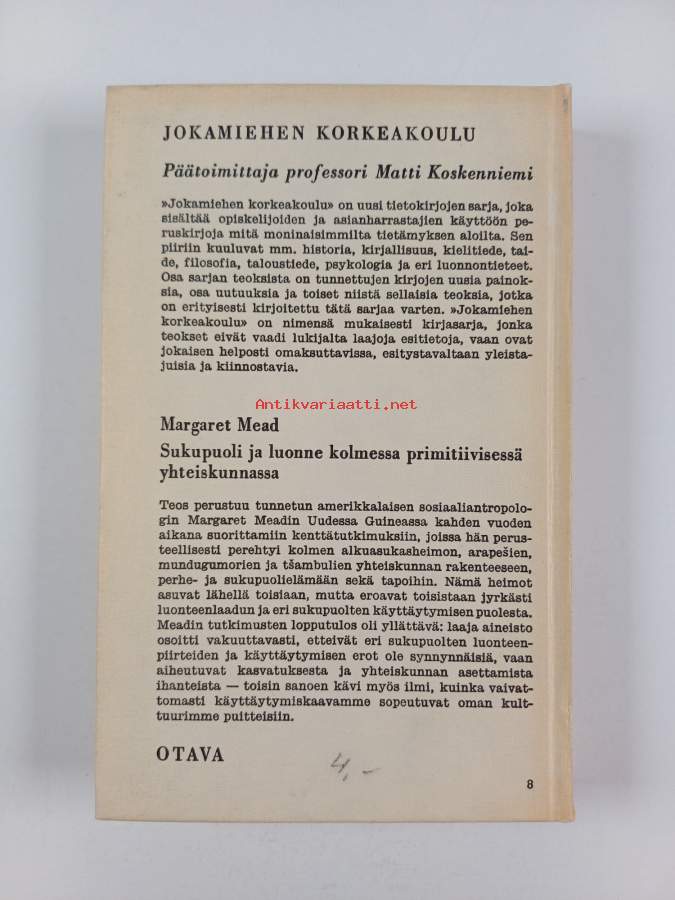 JOKAMIEHEN KORKEAKOULU
Päätoimittaja professori Matti Koskenniemi
»Jokamiehen korkeakoulu» on uusi tietokirjojen sarja, joka
sisältää opiskelijoiden ja asianharrastajien käyttöön pe-
ruskirjoja mitä moninaisimmilta tietämyksen aloilta. Sen
piiriin kuuluvat mm. historia, kirjallisuus, kielitiede, tai-
de, filosofia, taloustiede, psykologia ja eri luonnontieteet.
Osa sarjan teoksista on tunnettujen kirjojen uusia painok-
sia, osa uutuuksia ja toiset niistä sellaisia teoksia, jotka
on erityisesti kirjoitettu tätä sarjaa varten. »Jokamiehen
korkeakoulu» on nimensä mukaisesti kirjasarja, jonka
teokset eivät vaadi lukijalta laajoja esitietoja, vaan ovat
jokaisen helposti omaksuttavissa, esitystavaltaan yleista-
juisia ja kiinnostavia.
Antikvariaatti.net
Margaret Mead
Sukupuoli ja luonne kolmessa primitiivisessä
yhteiskunnassa
Teos perustuu tunnetun amerikkalaisen sosiaaliantropolo-
gin Margaret Meadin Uudessa Guineassa kahden vuoden
aikana suorittamiin kenttätutkimuksiin, joissa hän perus-
teellisesti perehtyi kolmen alkuasukasheimon, arapešien,
mundugumorien ja tšambulien yhteiskunnan rakenteeseen,
perhe- ja sukupuolielämään sekä tapoihin. Nämä heimot
asuvat lähellä toisiaan, mutta eroavat toisistaan jyrkästi
luonteenlaadun ja eri sukupuolten käyttäytymisen puolesta.
Meadin tutkimusten lopputulos oli yllättävä: laaja aineisto
osoitti vakuuttavasti, etteivät eri sukupuolten luonteen-
piirteiden ja käyttäytymisen erot ole synnynnäisiä, vaan
aiheutuvat kasvatuksesta ja yhteiskunnan asettamista
ihanteista — toisin sanoen kävi myös ilmi, kuinka vaivat-
tomasti käyttäytymiskaavamme sopeutuvat oman kult-
tuurimme puitteisiin.
OTAVA
4,-
8